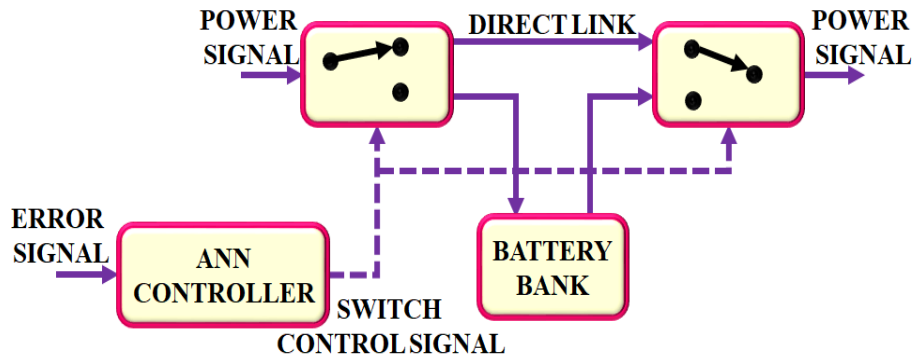 POWER
SIGNAL
DIRECT LINK
POWER
SIGNAL
ERROR
SIGNAL
ANN
CONTROLLER
BATTERY
BANK
SWITCH
CONTROL SIGNAL